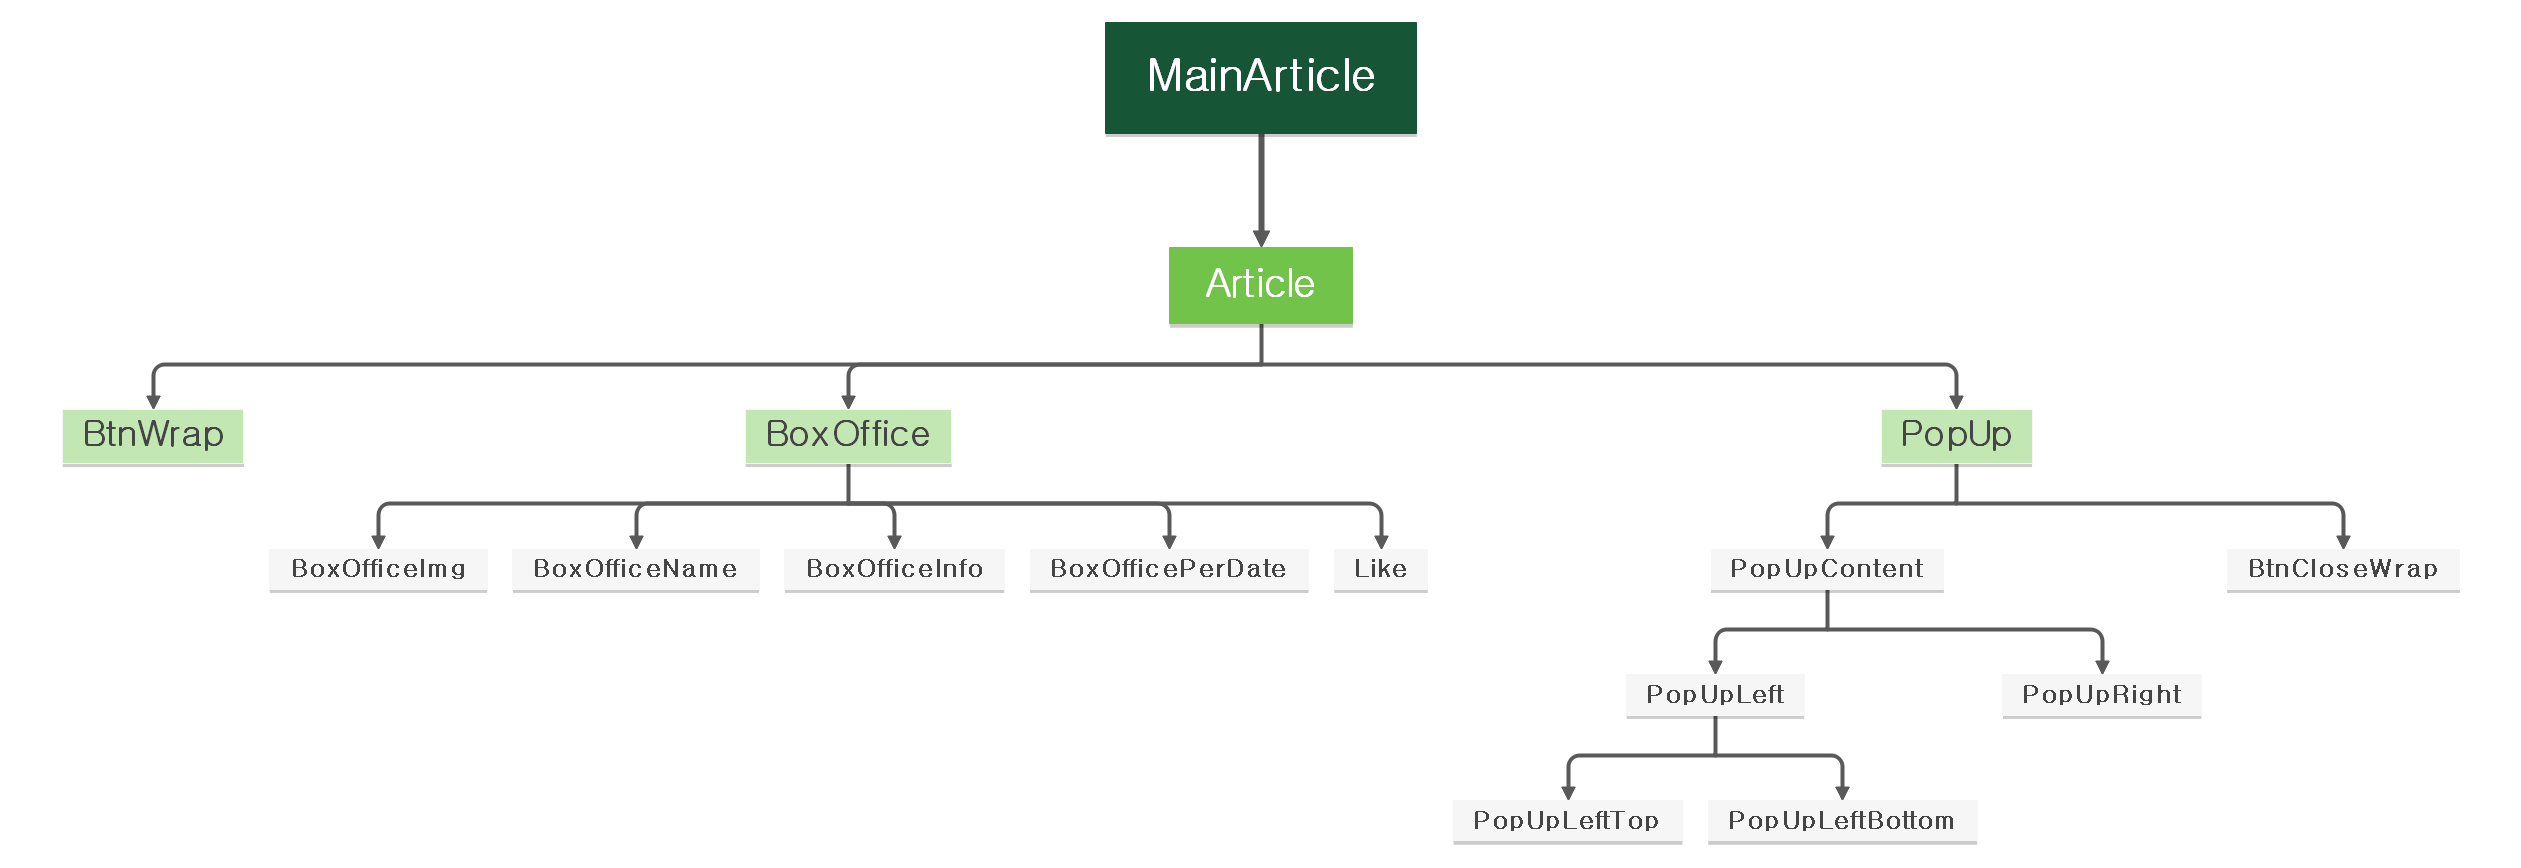 MainArticle
Article
BtnWrap
BoxOffice
PopUp
BoxOfficeImg
BoxOfficeName
BoxOfficeInfo
BoxOfficePerDate
Like
PopUpContent
BtnCloseWrap
PopUpLeft
PopUpRight
PopUpLeftTop
PopUpLeftBottom